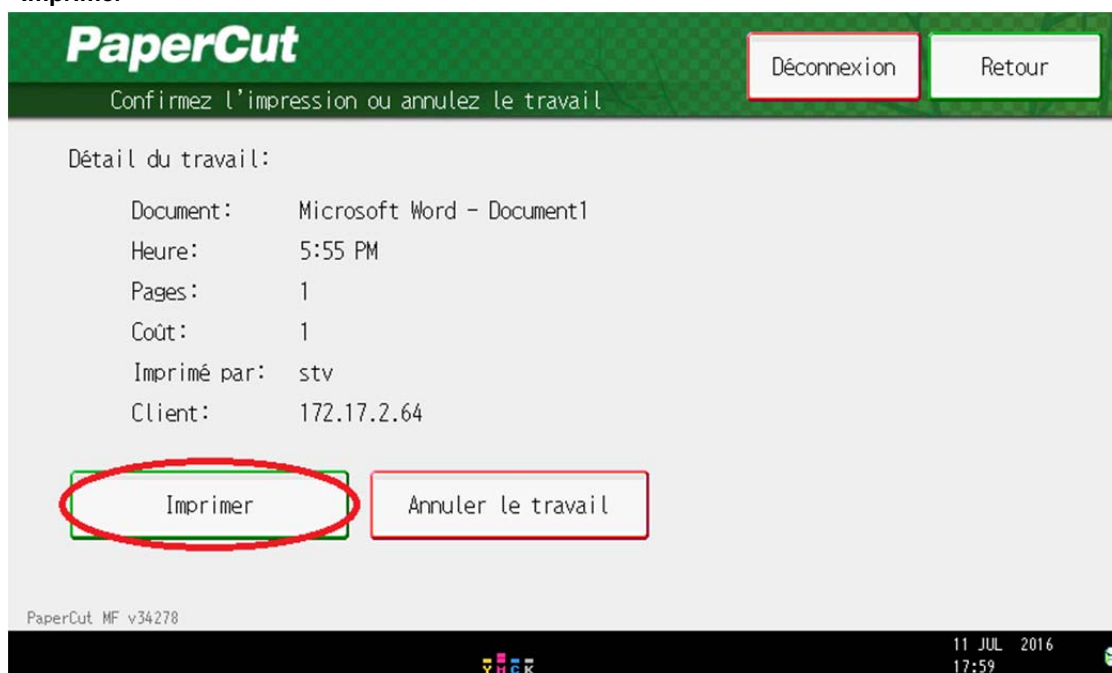 Imprimer
PaperCut
Déconnexion
Retour
Confirmez l'impression ou annulez le travail
Détail du travail:
Document: Microsoft Word - Document1
Heure: 5:55 PM
Pages: 1
Coût: 1
Imprimé par: stv
Client: 172.17.2.64
Imprimer
Annuler le travail
PaperCut MF v34278
11 JUL 2016
Y M C K
17:59